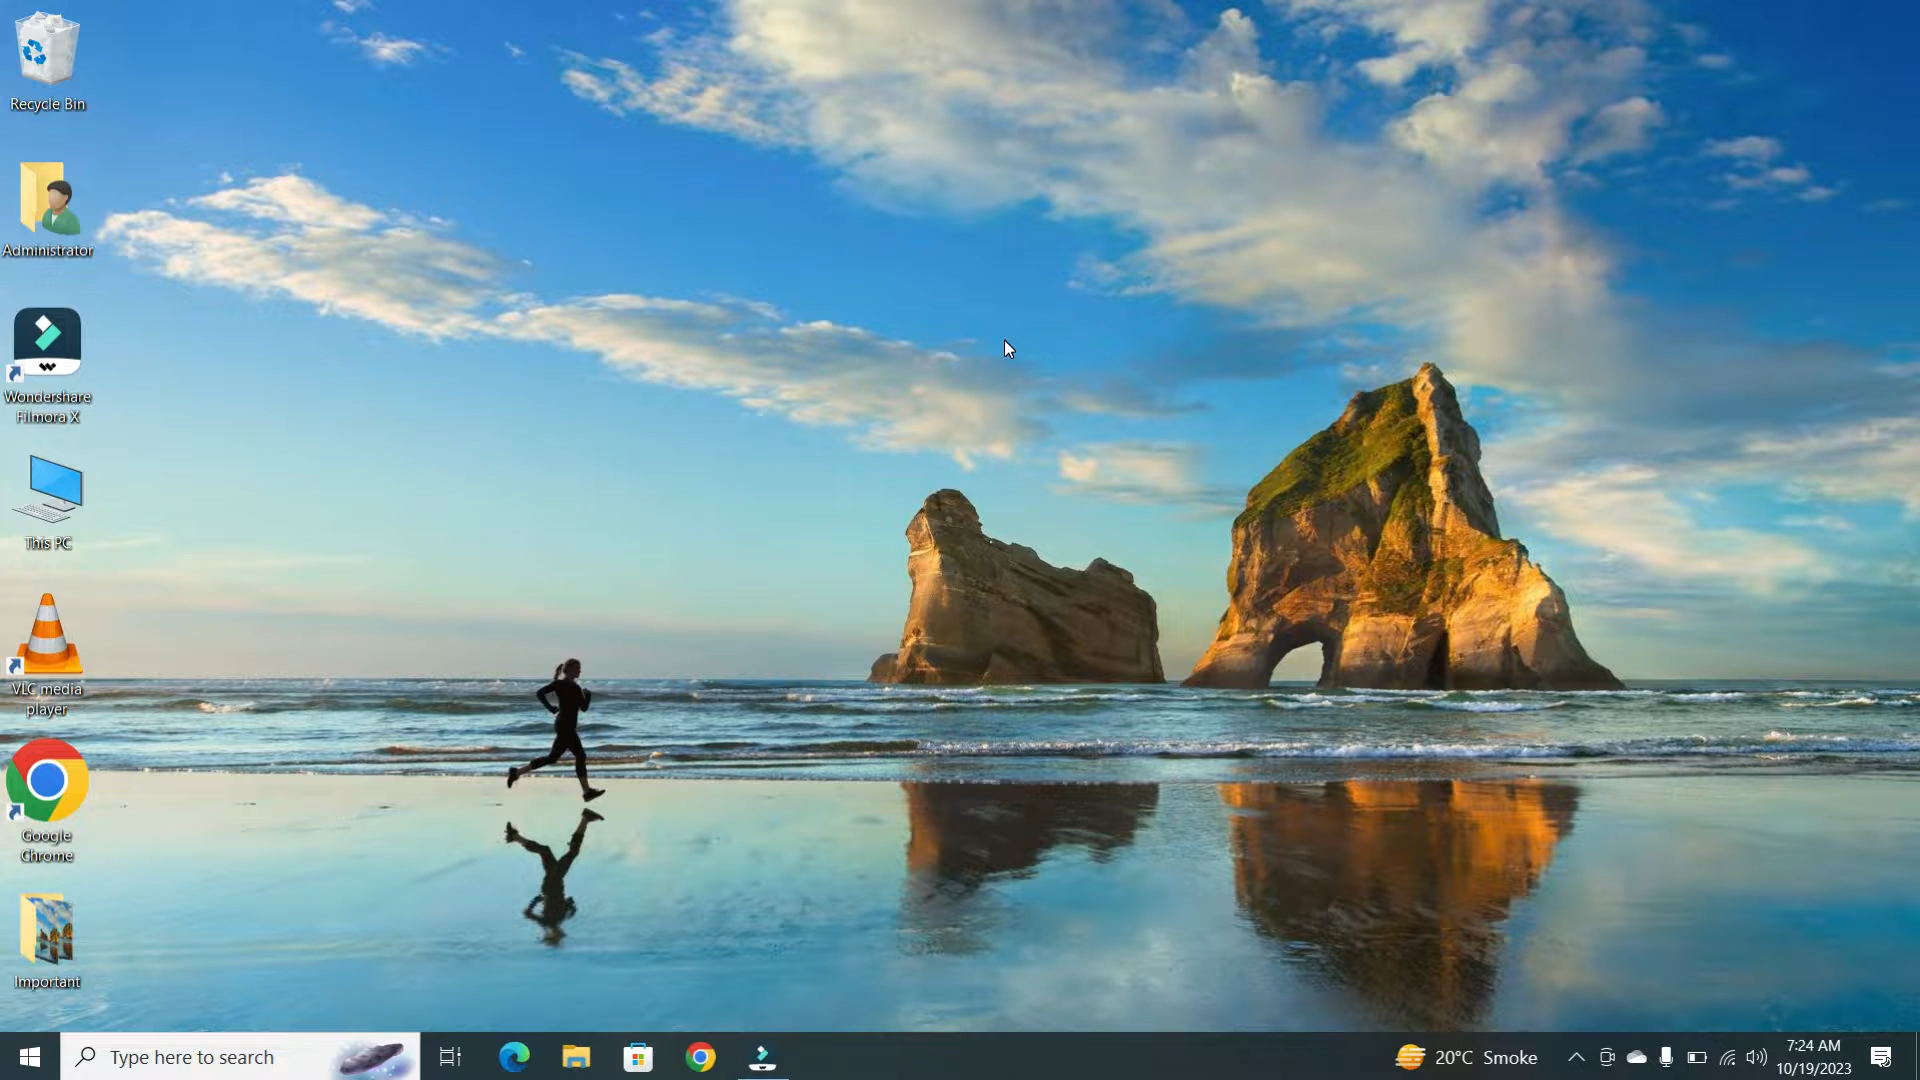 Recycle Bin
Administrator
Wondershare
Filmora X
This PC
VLC media
player
Google
Chrome
Important
Type here to search
20°C Smoke
7:24 AM
10/19/2023